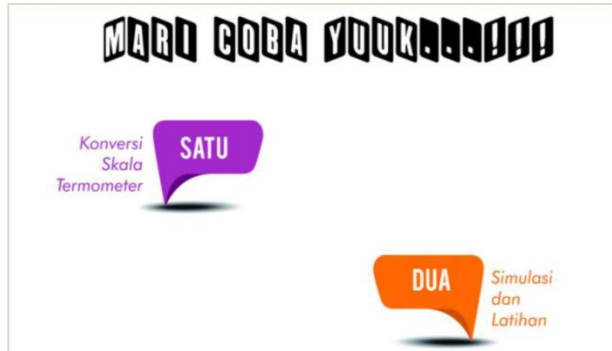 MARI COBA YUUK...!!!
Konversi
Skala
Termometer
SATU
DUA
Simulasi
dan
Latihan